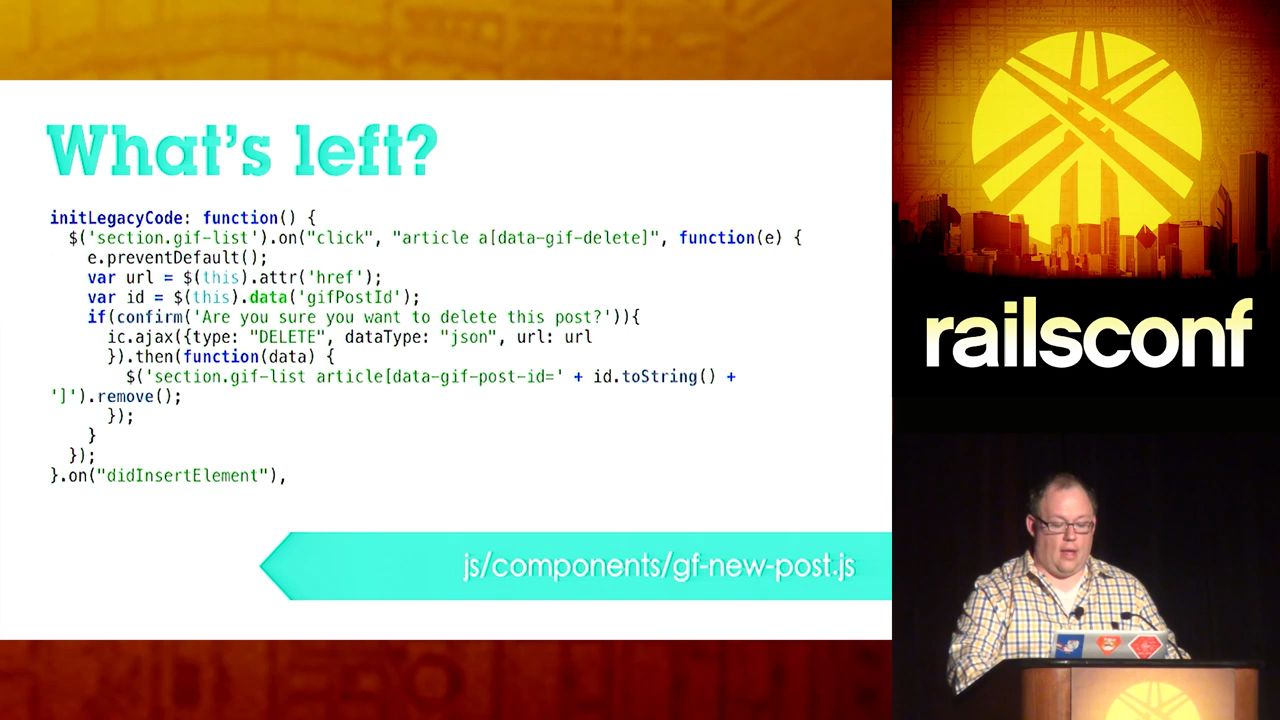 What's left?
initLegacyCode: function() {
$('section.gif-list').on("click", "article a[data-gif-delete]", function(e) {
e.preventDefault();
var url = $(this).attr('href');
var id = $(this).data('gifPostId');
if(confirm('Are you sure you want to delete this post?')){
ic.ajax({type: "DELETE", dataType: "json", url: url
}).then(function(data) {
$('section.gif-list article[data-gif-post-id=' + id.toString() +
']').remove();
});
}
});
}.on("didInsertElement"),
js/components/gf-new-post.js
railsconf